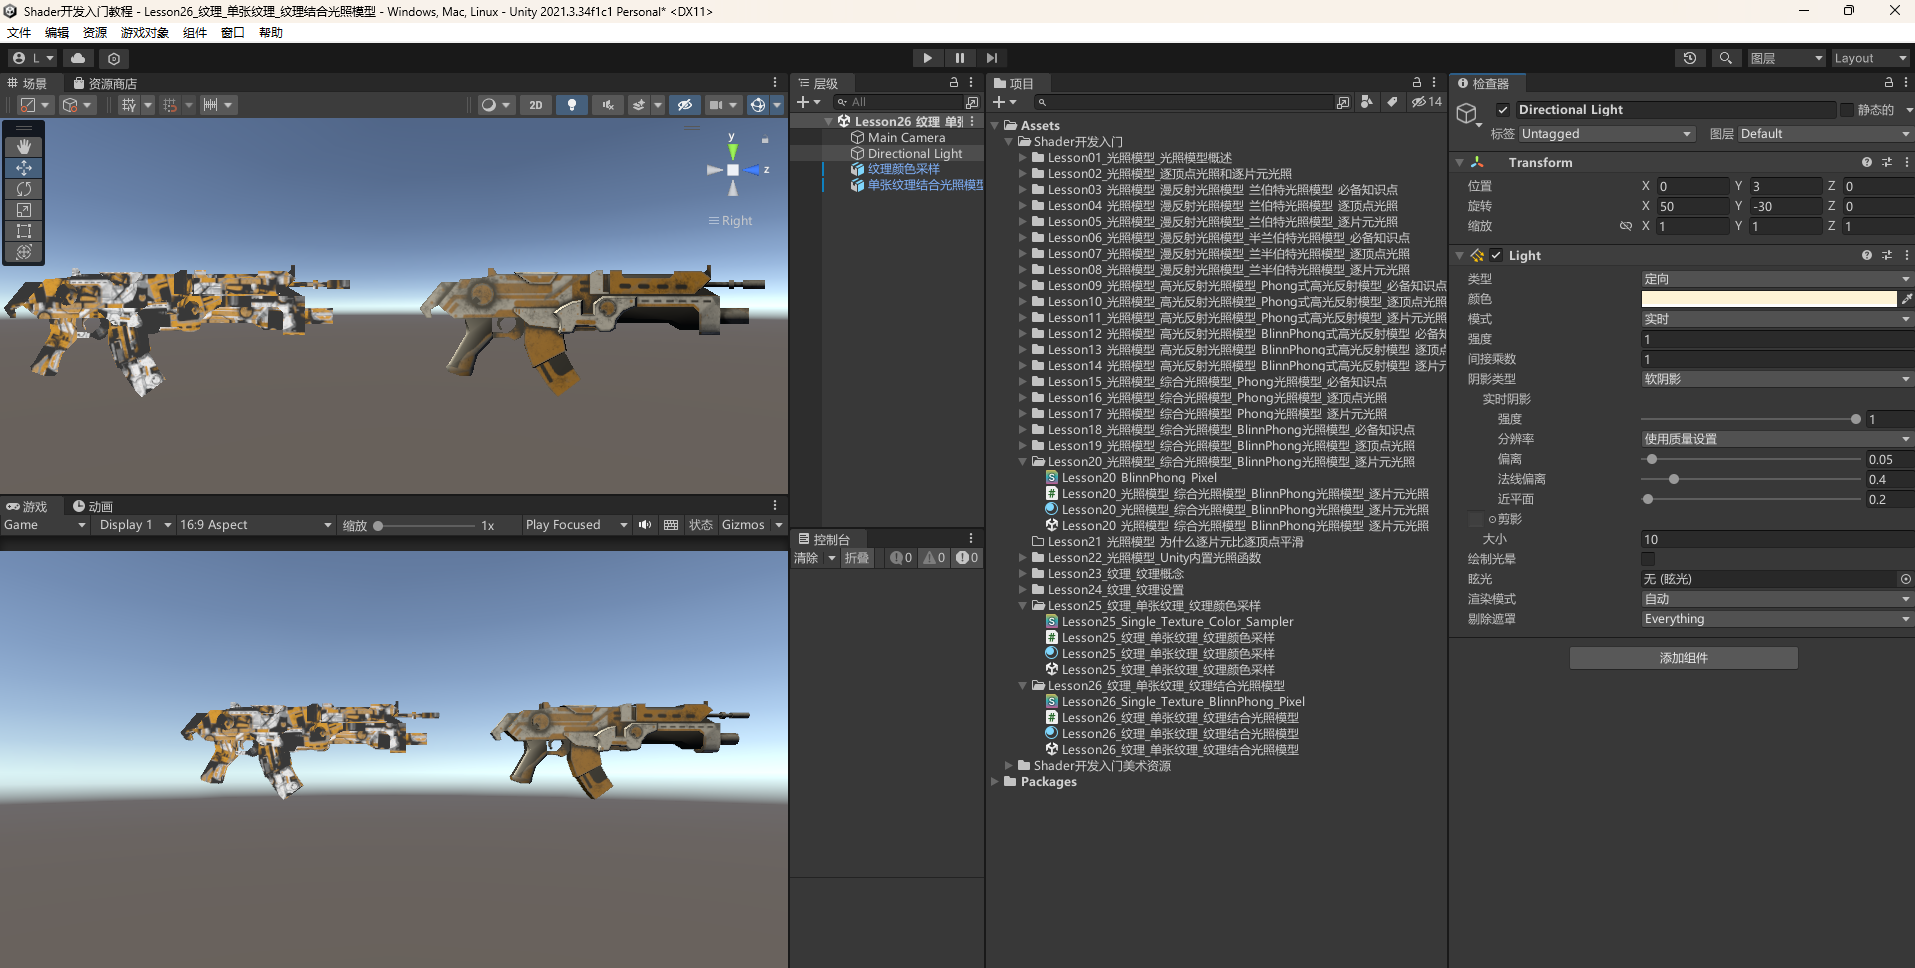 Shader开发入门教程 - Lesson26_纹理_单张纹理_纹理结合光照模型 - Windows, Mac, Linux - Unity 2021.3.34f1c1 Personal* <DX11>
文件 编辑 资源 游戏对象 组件 窗口 帮助
L
图层
Layout
场景
资源商店
2D
y
z
Right
游戏
动画
Game
Display 1
16:9 Aspect
缩放
1x
Play Focused
状态
Gizmos
层级
All
Lesson26_纹理_单张
Main Camera
Directional Light
纹理颜色采样
单张纹理结合光照模型
控制台
清除
折叠
0
0
0
项目
14
Assets
Shader开发入门
Lesson01_光照模型_光照模型概述
Lesson02_光照模型_逐顶点光照和逐片元光照
Lesson03_光照模型_漫反射光照模型_兰伯特光照模型_必备知识点
Lesson04_光照模型_漫反射光照模型_兰伯特光照模型_逐顶点光照
Lesson05_光照模型_漫反射光照模型_兰伯特光照模型_逐片元光照
Lesson06_光照模型_漫反射光照模型_半兰伯特光照模型_必备知识点
Lesson07_光照模型_漫反射光照模型_兰半伯特光照模型_逐顶点光照
Lesson08_光照模型_漫反射光照模型_兰半伯特光照模型_逐片元光照
Lesson09_光照模型_高光反射光照模型_Phong式高光反射模型_必备知识点
Lesson10_光照模型_高光反射光照模型_Phong式高光反射模型_逐顶点光照
Lesson11_光照模型_高光反射光照模型_Phong式高光反射模型_逐片元光照
Lesson12_光照模型_高光反射光照模型_BlinnPhong式高光反射模型_必备知
Lesson13_光照模型_高光反射光照模型_BlinnPhong式高光反射模型_逐顶点
Lesson14_光照模型_高光反射光照模型_BlinnPhong式高光反射模型_逐片元
Lesson15_光照模型_综合光照模型_Phong光照模型_必备知识点
Lesson16_光照模型_综合光照模型_Phong光照模型_逐顶点光照
Lesson17_光照模型_综合光照模型_Phong光照模型_逐片元光照
Lesson18_光照模型_综合光照模型_BlinnPhong光照模型_必备知识点
Lesson19_光照模型_综合光照模型_BlinnPhong光照模型_逐顶点光照
Lesson20_光照模型_综合光照模型_BlinnPhong光照模型_逐片元光照
Lesson20_BlinnPhong_Pixel
Lesson20_光照模型_综合光照模型_BlinnPhong光照模型_逐片元光照
Lesson20_光照模型_综合光照模型_BlinnPhong光照模型_逐片元光照
Lesson20_光照模型_综合光照模型_BlinnPhong光照模型_逐片元光照
Lesson21_光照模型_为什么逐片元比逐顶点平滑
Lesson22_光照模型_Unity内置光照函数
Lesson23_纹理_纹理概念
Lesson24_纹理_纹理设置
Lesson25_纹理_单张纹理_纹理颜色采样
Lesson25_Single_Texture_Color_Sampler
Lesson25_纹理_单张纹理_纹理颜色采样
Lesson25_纹理_单张纹理_纹理颜色采样
Lesson25_纹理_单张纹理_纹理颜色采样
Lesson26_纹理_单张纹理_纹理结合光照模型
Lesson26_Single_Texture_BlinnPhong_Pixel
Lesson26_纹理_单张纹理_纹理结合光照模型
Lesson26_纹理_单张纹理_纹理结合光照模型
Lesson26_纹理_单张纹理_纹理结合光照模型
Shader开发入门美术资源
Packages
检查器
Directional Light
静态的
标签 Untagged
图层 Default
Transform
位置 X 0 Y 3 Z 0
旋转 X 50 Y -30 Z 0
缩放 X 1 Y 1 Z 1
Light
类型 定向
颜色
模式 实时
强度 1
间接乘数 1
阴影类型 软阴影
实时阴影
强度 1
分辨率 使用质量设置
偏离 0.05
法线偏离 0.4
近平面 0.2
剪影
大小 10
绘制光晕
眩光 无 (眩光)
渲染模式 自动
剔除遮罩 Everything
添加组件